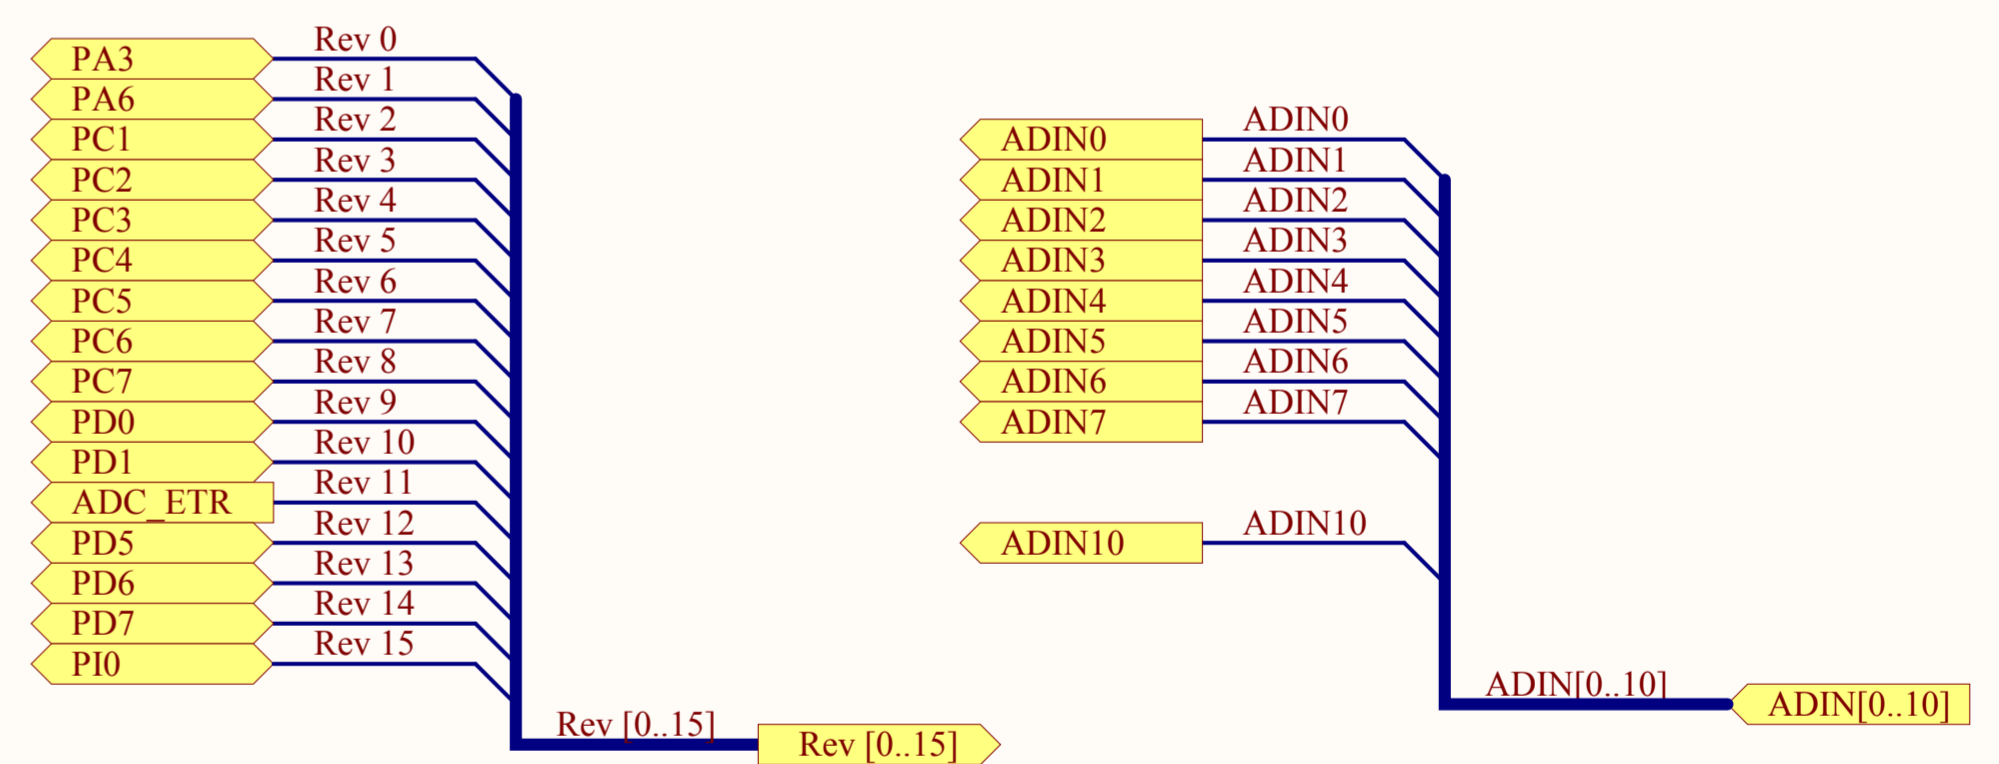 PA3 Rev 0
PA6 Rev 1
PC1 Rev 2
PC2 Rev 3
PC3 Rev 4
PC4 Rev 5
PC5 Rev 6
PC6 Rev 7
PC7 Rev 8
PD0 Rev 9
PD1 Rev 10
ADC_ETR Rev 11
PD5 Rev 12
PD6 Rev 13
PD7 Rev 14
PI0 Rev 15
Rev [0..15] Rev [0..15]
ADIN0 ADIN0
ADIN1 ADIN1
ADIN2 ADIN2
ADIN3 ADIN3
ADIN4 ADIN4
ADIN5 ADIN5
ADIN6 ADIN6
ADIN7 ADIN7
ADIN10 ADIN10
ADIN[0..10] ADIN[0..10]